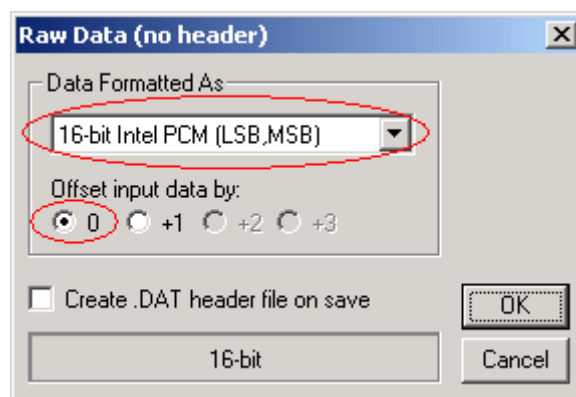 Raw Data (no header)
Data Formatted As
16-bit Intel PCM (LSB,MSB)
Offset input data by:
0 +1 +2 +3
Create .DAT header file on save
OK
16-bit
Cancel